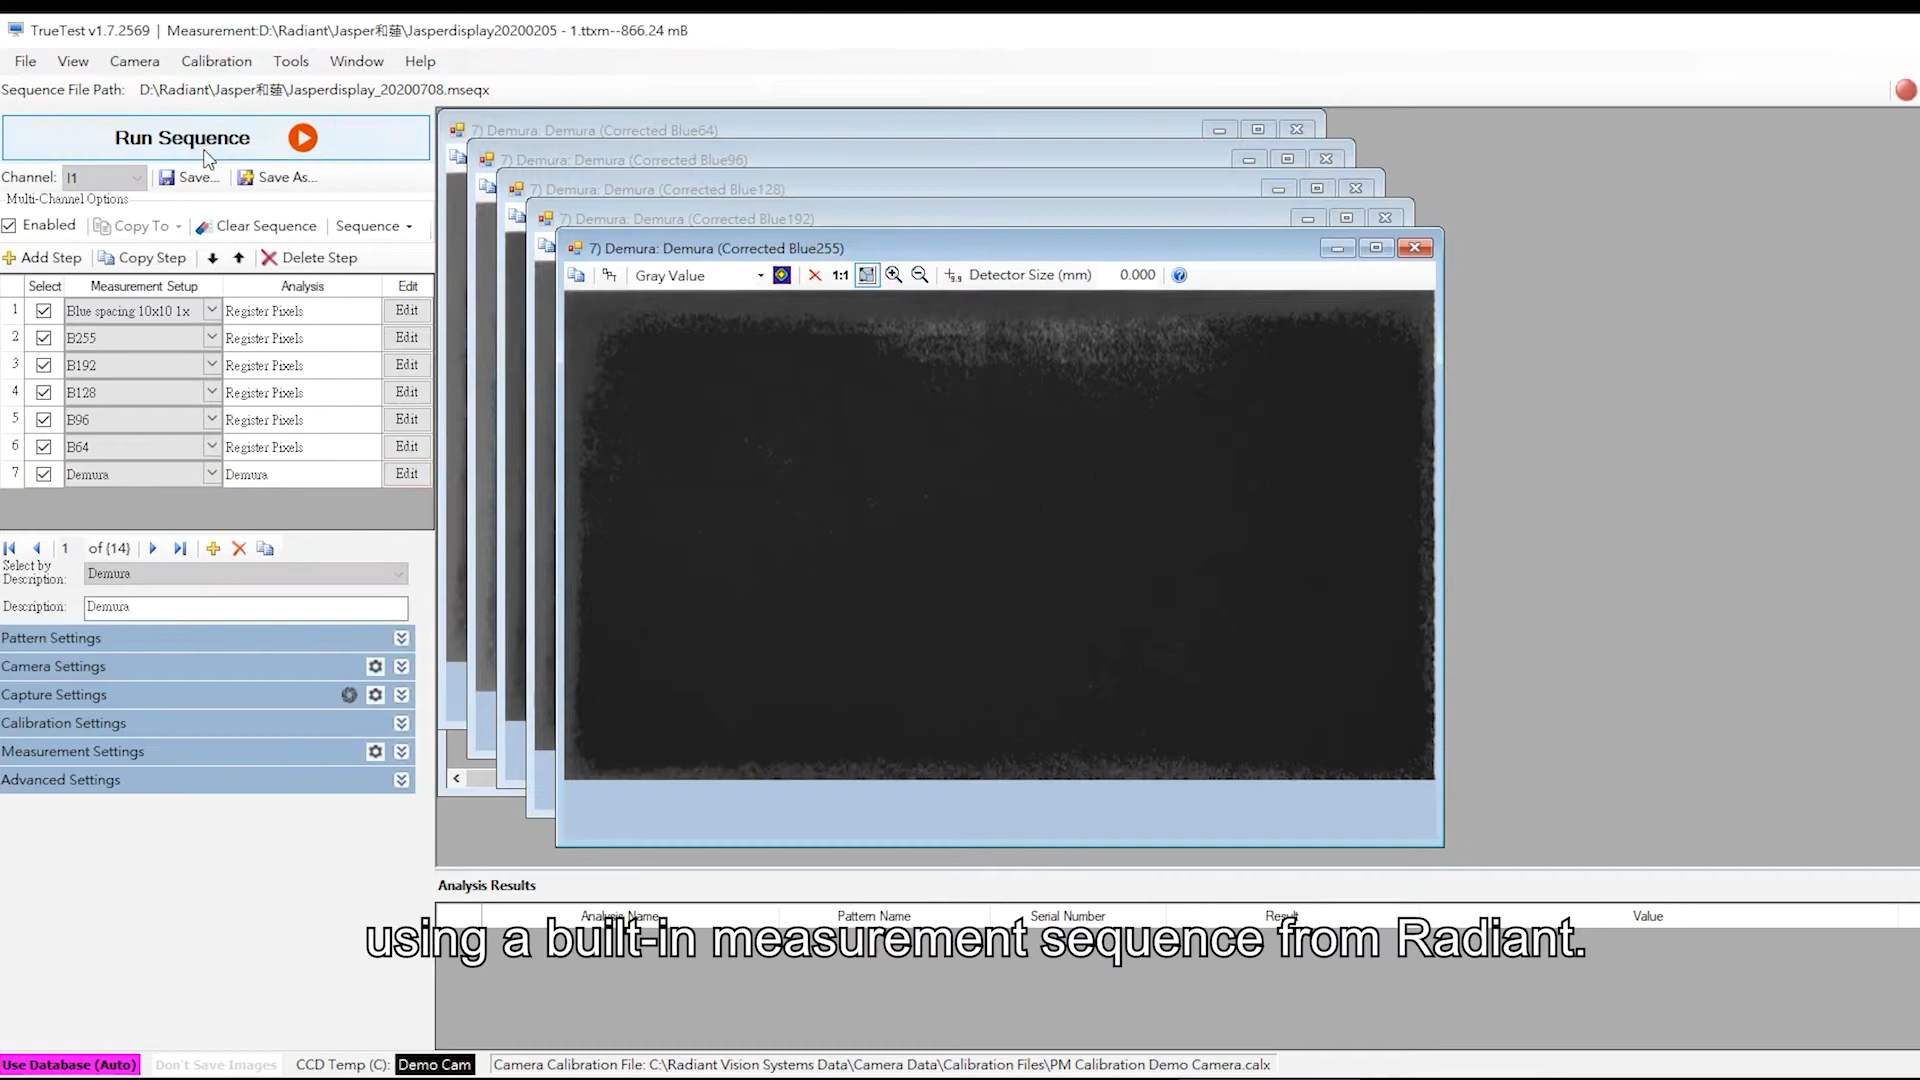 TrueTest v1.7.2569 | Measurement:D:\Radiant\Jasper和蓮\Jasperdisplay20200205 - 1.ttxm--866.24 mB
File View Camera Calibration Tools Window Help
Sequence File Path: D:\Radiant\Jasper和蓮\Jasperdisplay_20200708.mseqx
Run Sequence
Channel: I1 Save... Save As...
Multi-Channel Options
Enabled Copy To Clear Sequence Sequence
Add Step Copy Step Delete Step
Select Measurement Setup Analysis Edit
1 Blue spacing 10x10 1x Register Pixels Edit
2 B255 Register Pixels Edit
3 B192 Register Pixels Edit
4 B128 Register Pixels Edit
5 B96 Register Pixels Edit
6 B64 Register Pixels Edit
7 Demura Demura Edit
1 of {14}
Select by Description: Demura
Description: Demura
Pattern Settings
Camera Settings
Capture Settings
Calibration Settings
Measurement Settings
Advanced Settings
7) Demura: Demura (Corrected Blue64)
7) Demura: Demura (Corrected Blue96)
7) Demura: Demura (Corrected Blue128)
7) Demura: Demura (Corrected Blue192)
7) Demura: Demura (Corrected Blue255)
Gray Value 1:1 Detector Size (mm) 0.000
Analysis Results
Analysis Name Pattern Name Serial Number Result Value
using a built-in measurement sequence from Radiant.
Use Database (Auto) Don't Save Images CCD Temp (C): Demo Cam Camera Calibration File: C:\Radiant Vision Systems Data\Camera Data\Calibration Files\PM Calibration Demo Camera.calx